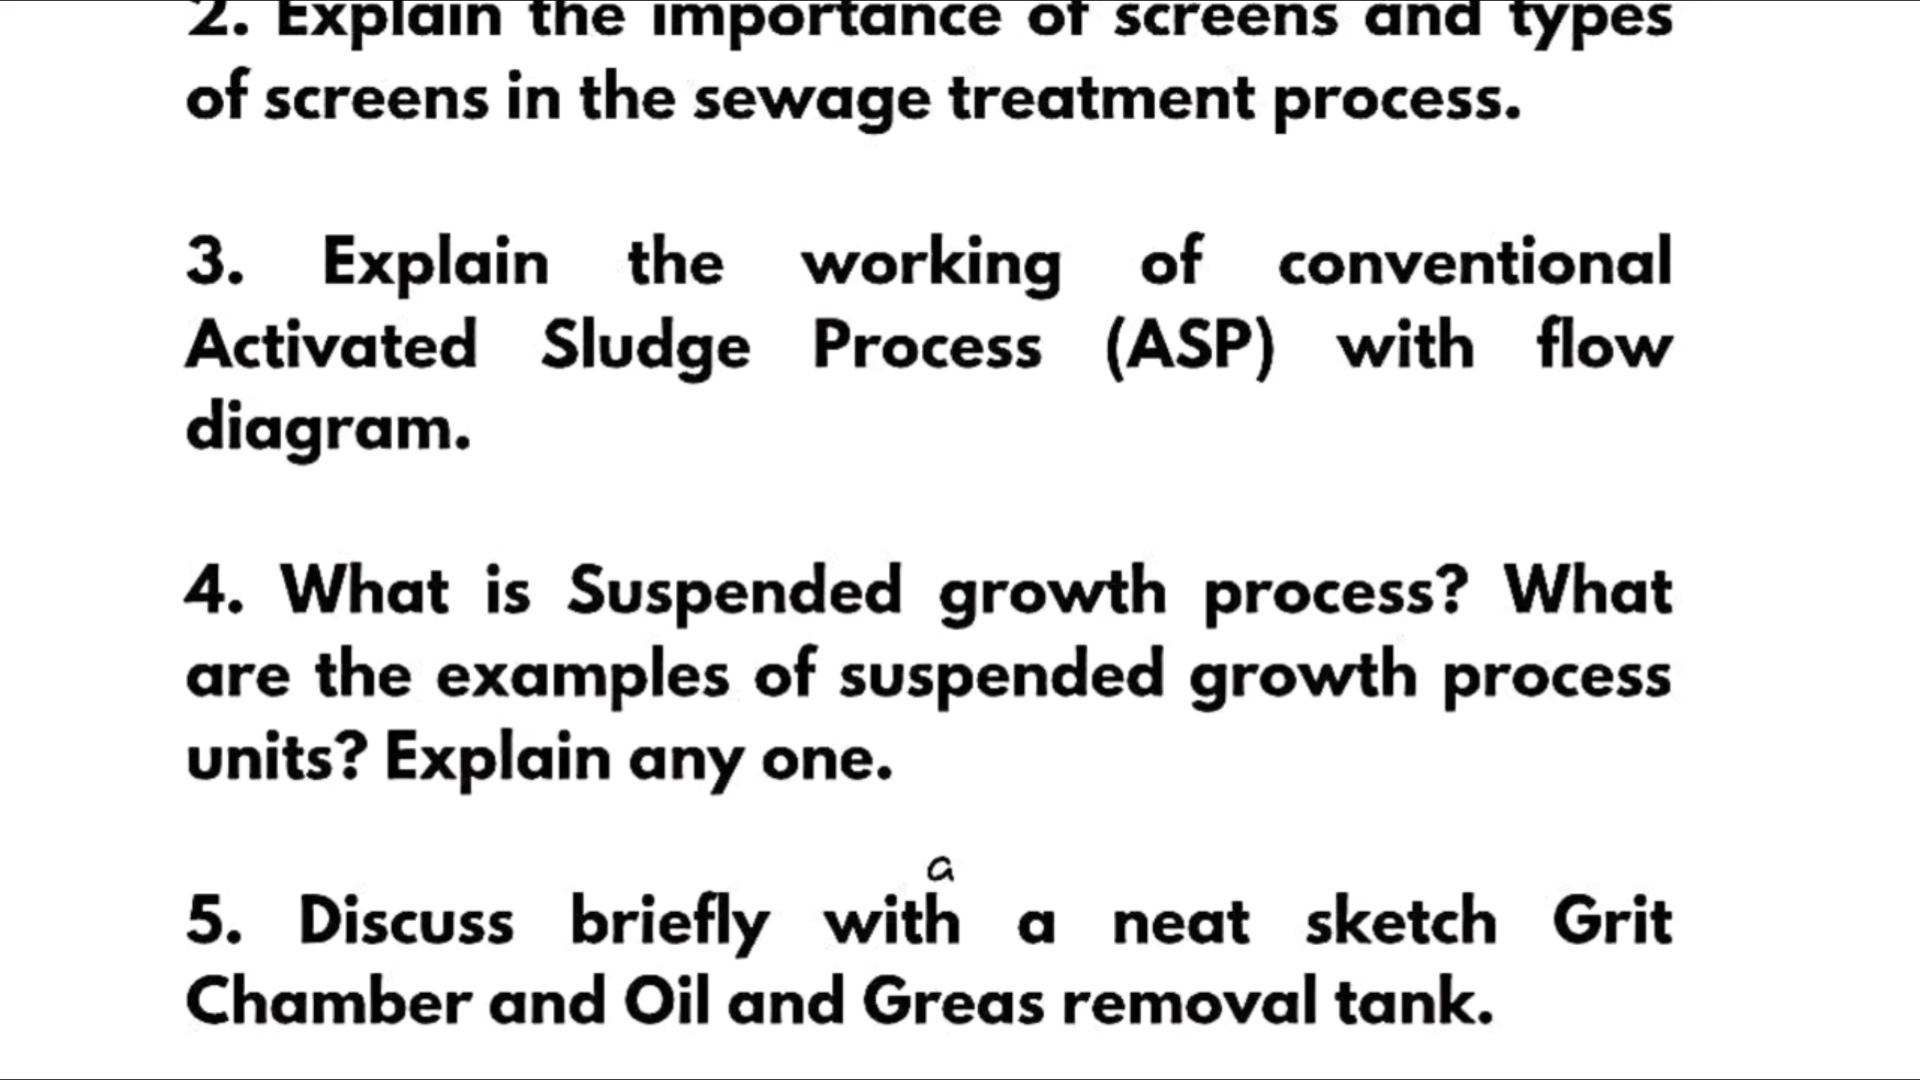 2. Explain the importance of screens and types
of screens in the sewage treatment process.
3. Explain the working of conventional
Activated Sludge Process (ASP) with flow
diagram.
4. What is Suspended growth process? What
are the examples of suspended growth process
units? Explain any one.
a
5. Discuss briefly with a neat sketch Grit
Chamber and Oil and Greas removal tank.